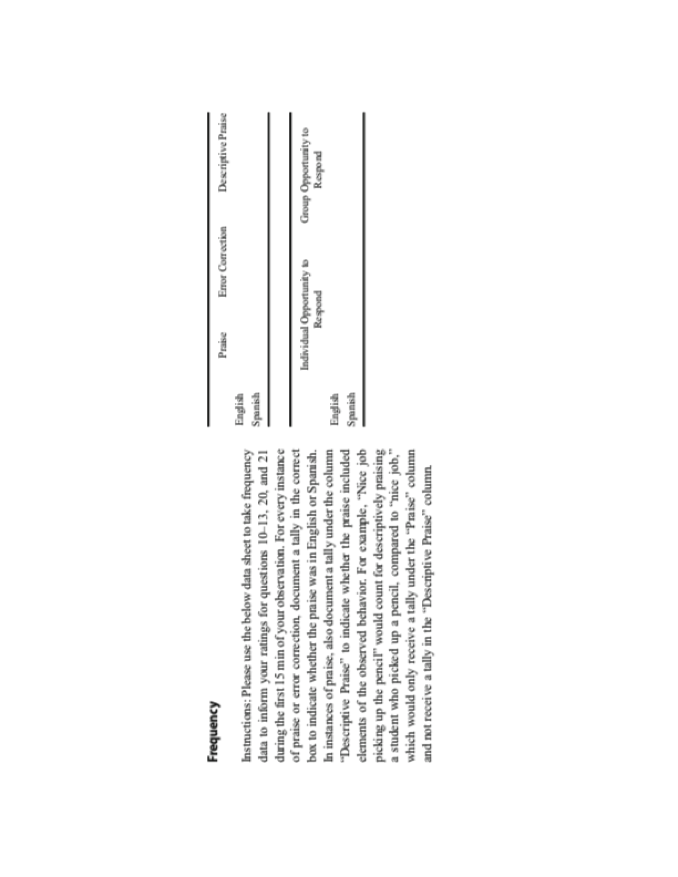 Frequency
Instructions: Please use the below data sheet to take frequency
data to inform your ratings for questions 10–13, 20, and 21
during the first 15 min of your observation. For every instance
of praise or error correction, document a tally in the correct
box to indicate whether the praise was in English or Spanish.
In instances of praise, also document a tally under the column
“Descriptive Praise” to indicate whether the praise included
elements of the observed behavior. For example, “Nice job
picking up the pencil” would count for descriptively praising
a student who picked up a pencil, compared to “nice job,”
which would only receive a tally under the “Praise” column
and not receive a tally in the “Descriptive Praise” column.
Praise Error Correction Descriptive Praise
English
Spanish
Individual Opportunity to Group Opportunity to
Respond Respond
English
Spanish